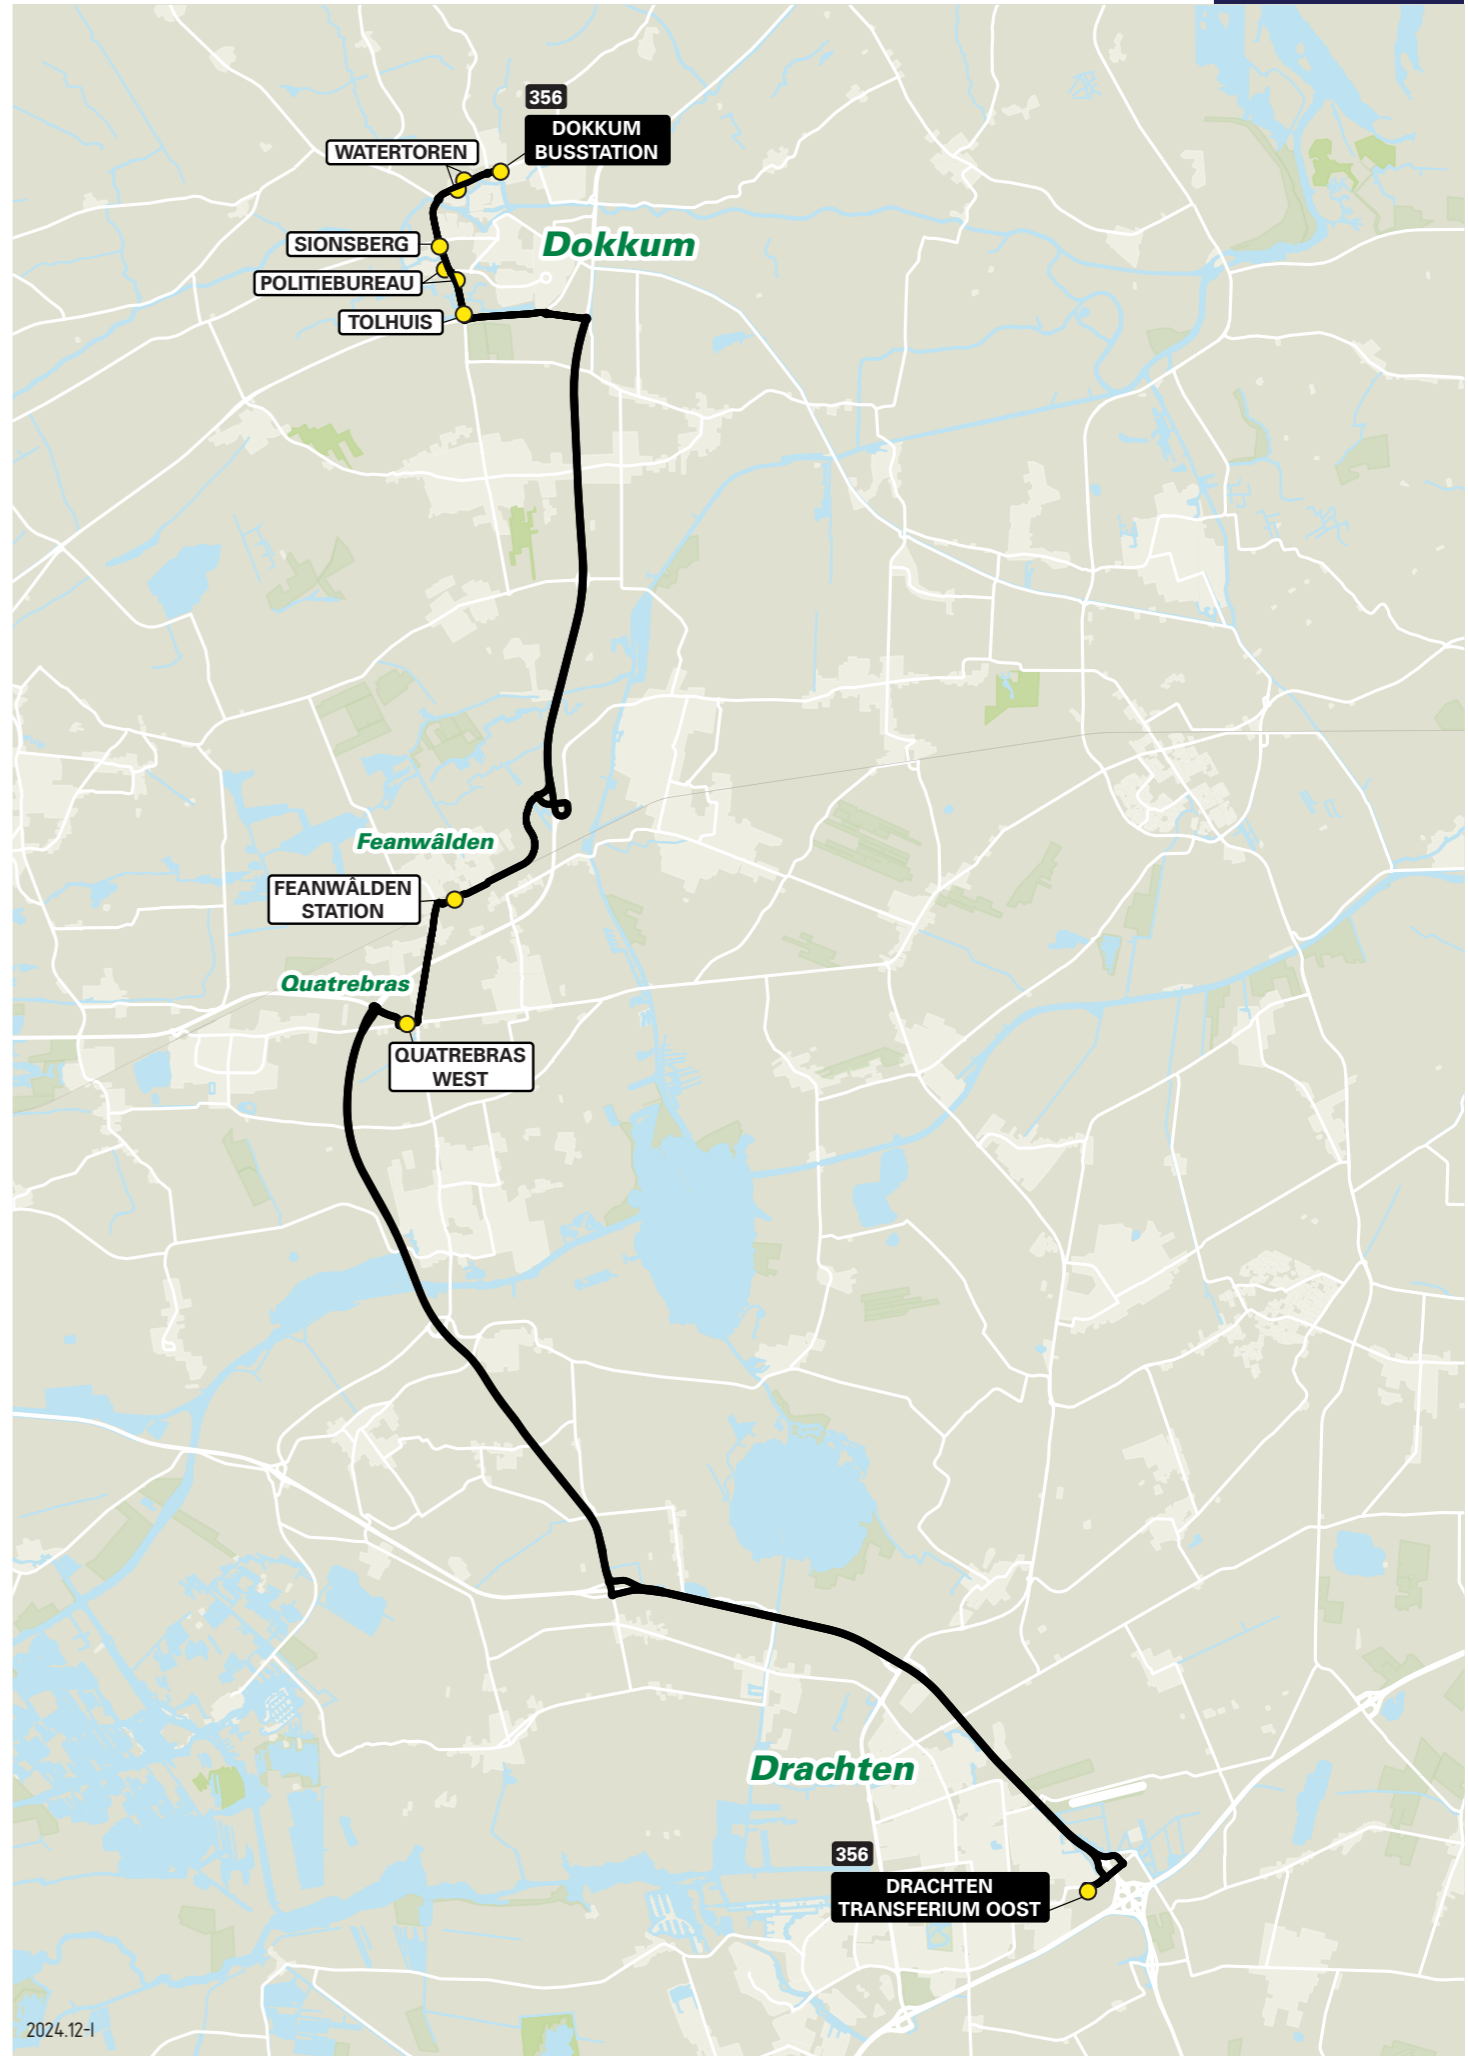 356
DOKKUM
BUSSTATION
WATERTOREN
SIONSBERG
Dokkum
POLITIEBUREAU
TOLHUIS
Feanwâlden
FEANWÂLDEN
STATION
Quatrebras
QUATREBRAS
WEST
Drachten
356
DRACHTEN
TRANSFERIUM OOST
2024.12-I